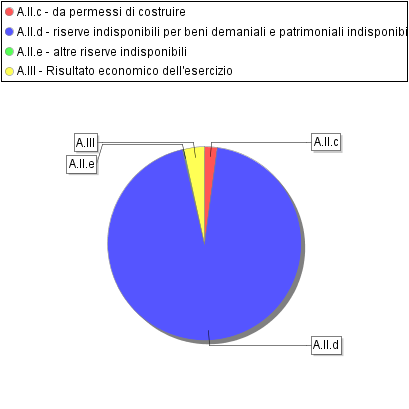 A.II.c - da permessi di costruire
A.II.d - riserve indisponibili per beni demaniali e patrimoniali indisponibi
A.II.e - altre riserve indisponibili
A.III - Risultato economico dell'esercizio
A.III
A.II.c
A.II.e
A.II.d